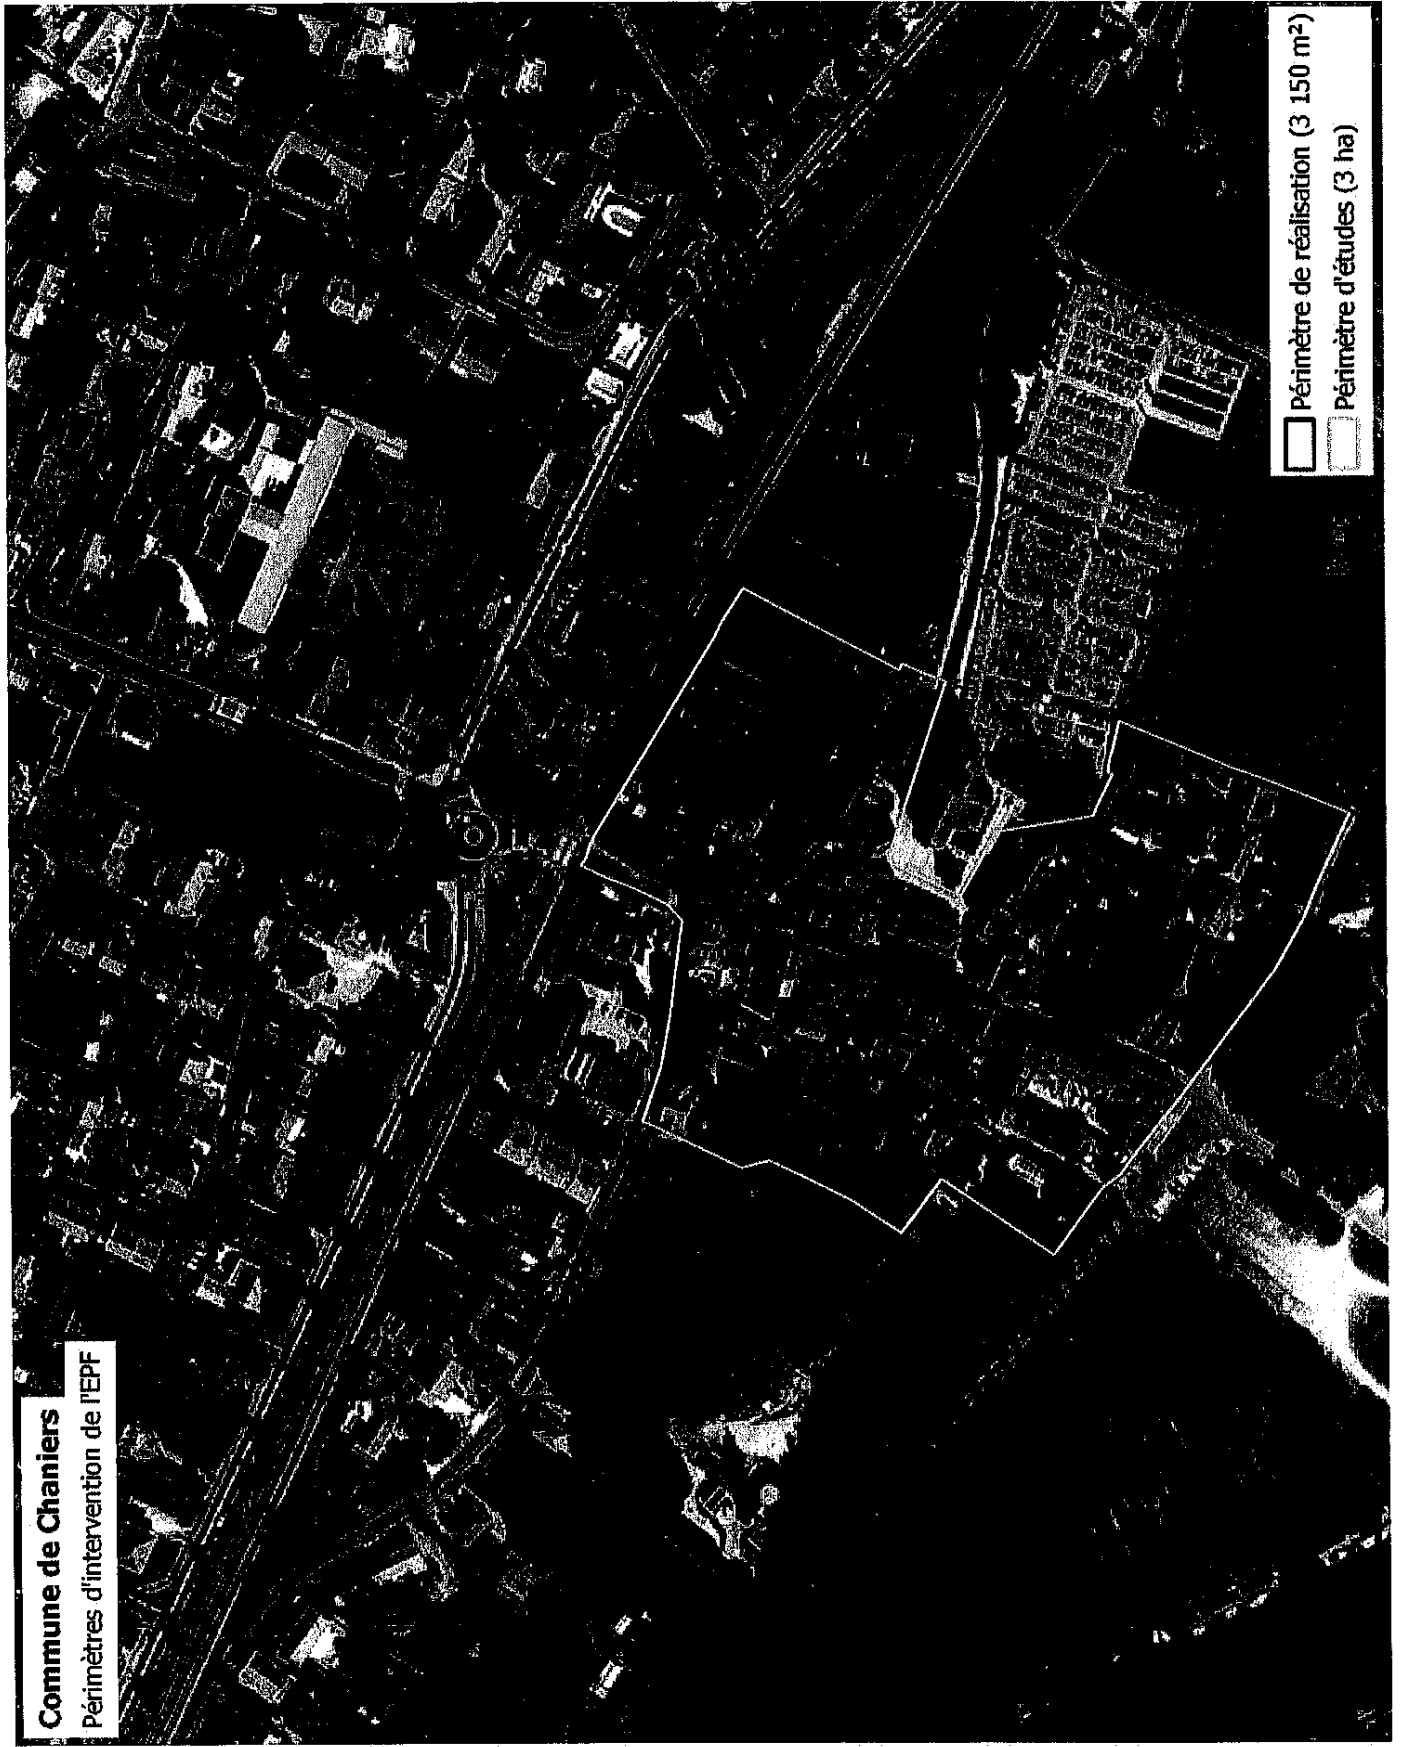 Commune de Chaniers
Périmètres d'intervention de l'EPF
Périmètre de réalisation (3 150 m²)
Périmètre d'études (3 ha)